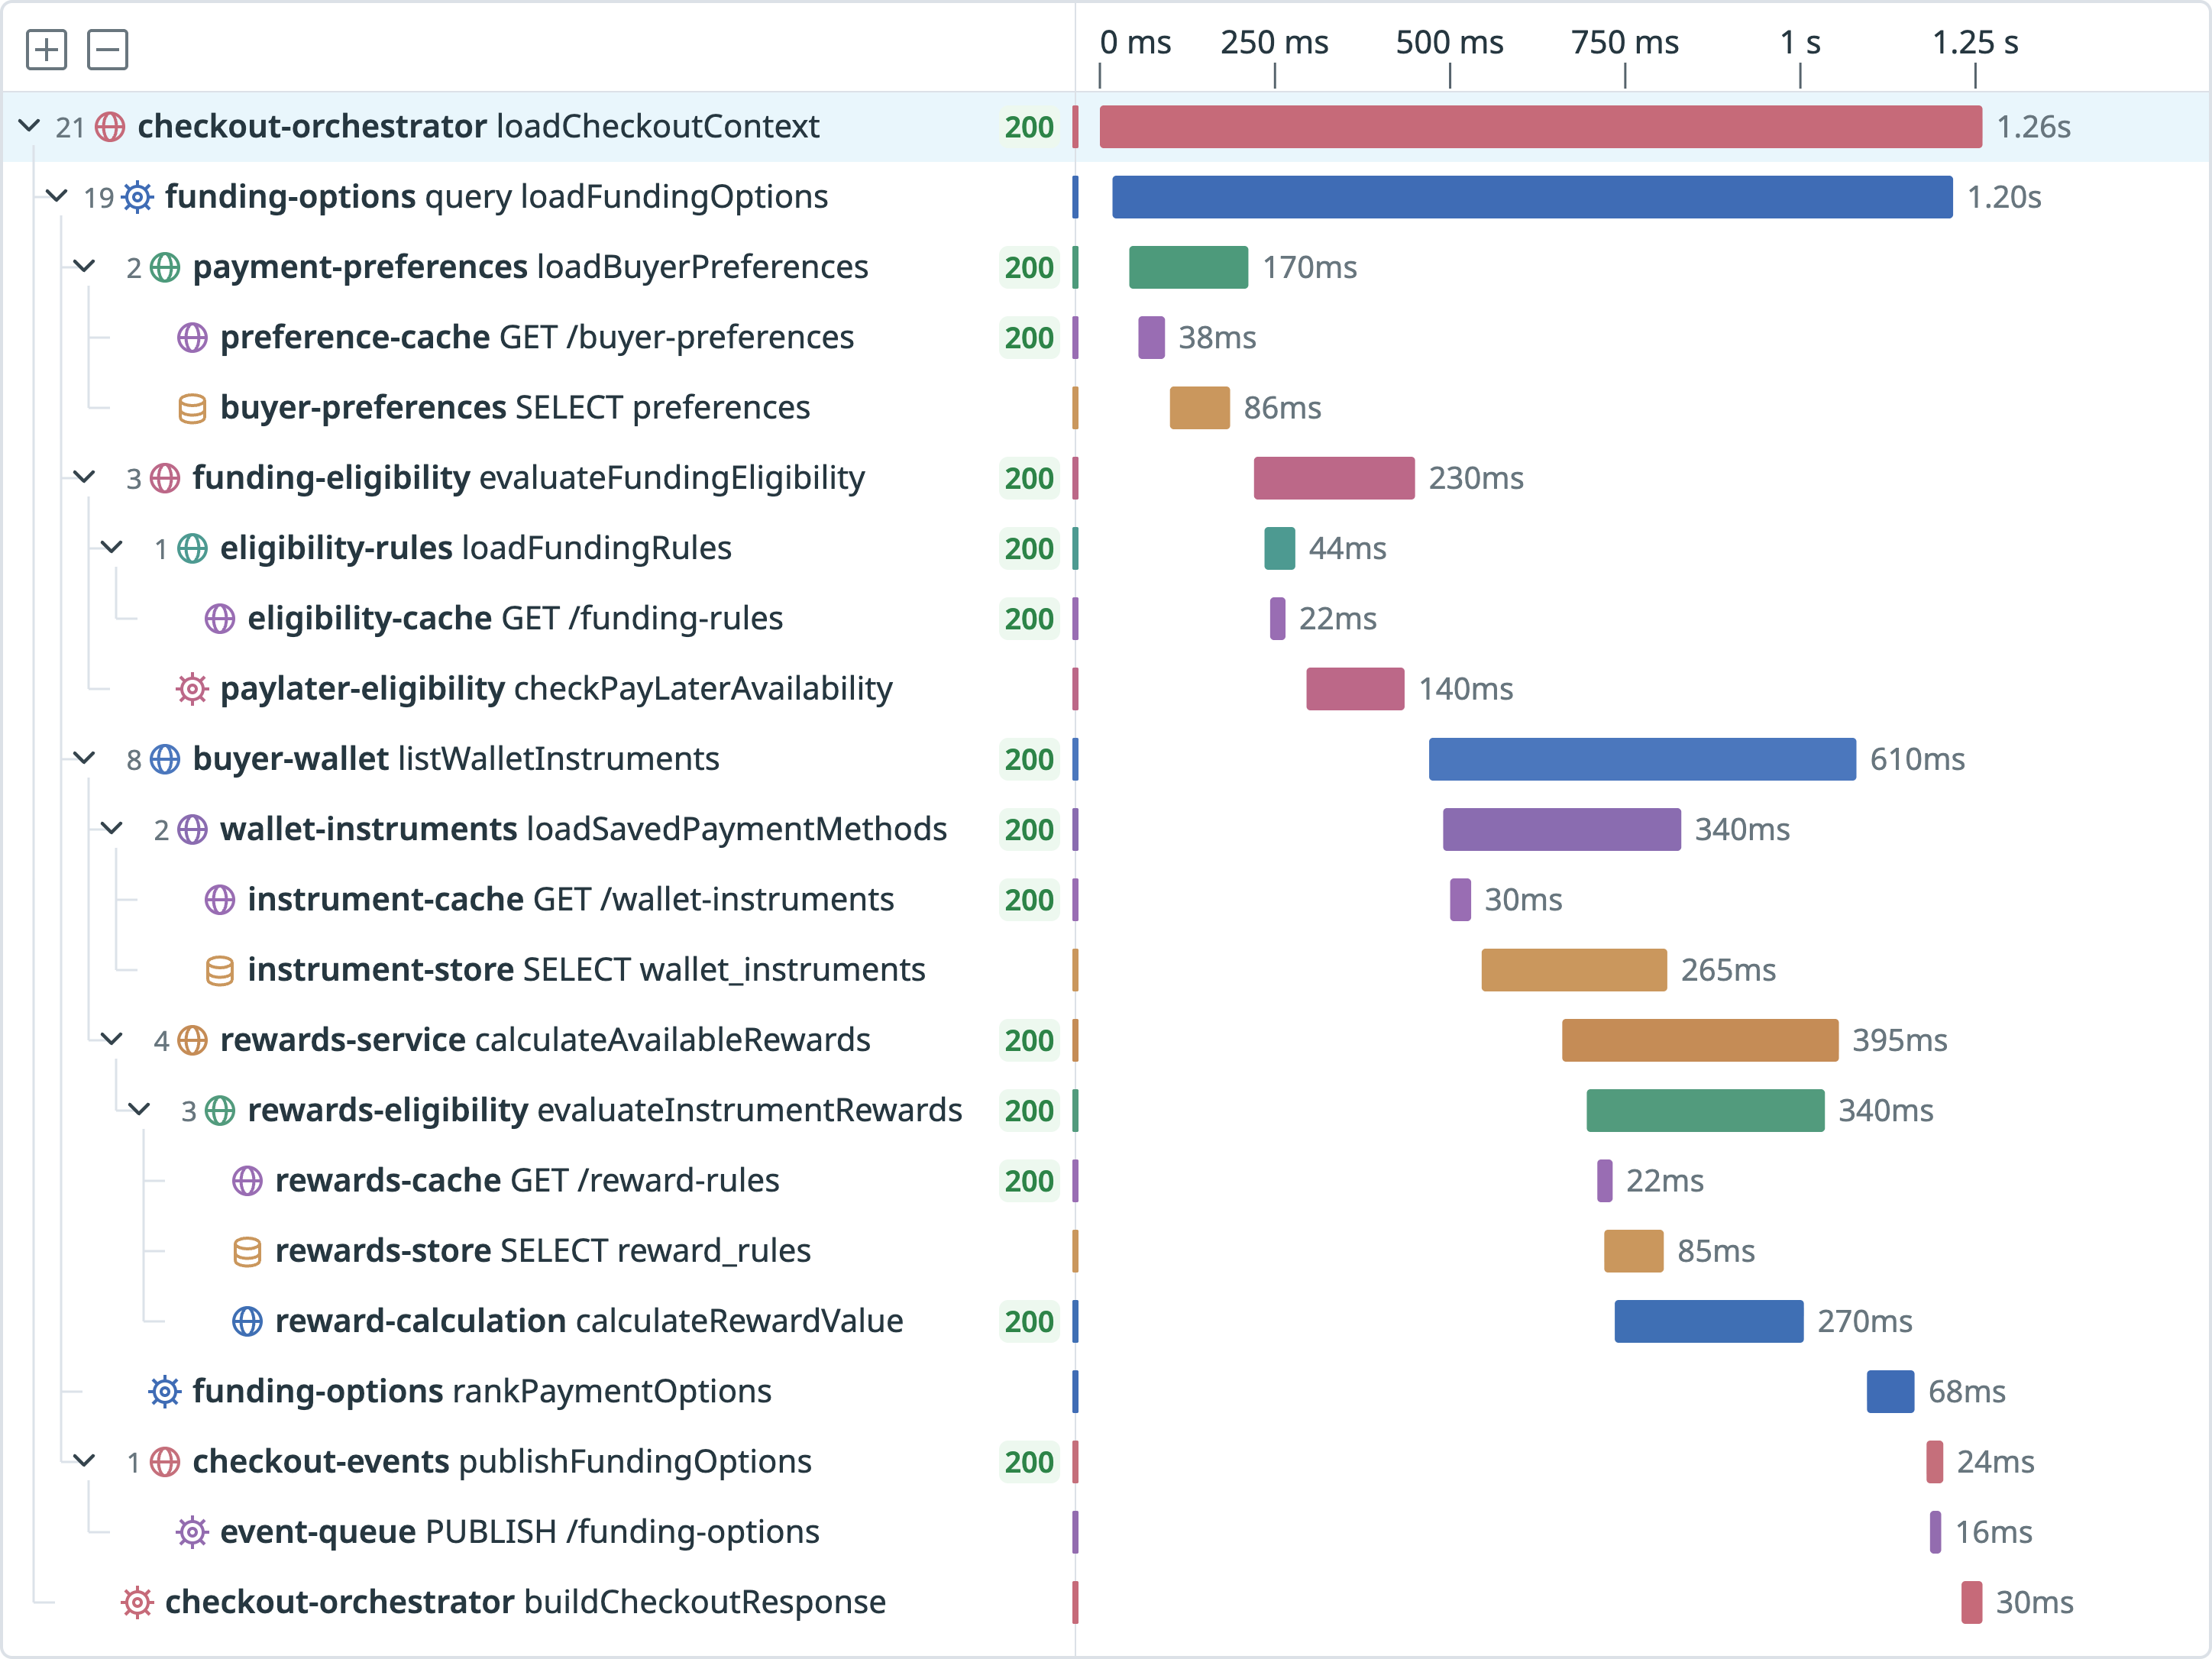 0 ms 250 ms 500 ms 750 ms 1 s 1.25 s
21 checkout-orchestrator loadCheckoutContext 200 1.26s
19 funding-options query loadFundingOptions 1.20s
2 payment-preferences loadBuyerPreferences 200 170ms
preference-cache GET /buyer-preferences 200 38ms
buyer-preferences SELECT preferences 86ms
3 funding-eligibility evaluateFundingEligibility 200 230ms
1 eligibility-rules loadFundingRules 200 44ms
eligibility-cache GET /funding-rules 200 22ms
paylater-eligibility checkPayLaterAvailability 140ms
8 buyer-wallet listWalletInstruments 200 610ms
2 wallet-instruments loadSavedPaymentMethods 200 340ms
instrument-cache GET /wallet-instruments 200 30ms
instrument-store SELECT wallet_instruments 265ms
4 rewards-service calculateAvailableRewards 200 395ms
3 rewards-eligibility evaluateInstrumentRewards 200 340ms
rewards-cache GET /reward-rules 200 22ms
rewards-store SELECT reward_rules 85ms
reward-calculation calculateRewardValue 200 270ms
funding-options rankPaymentOptions 68ms
1 checkout-events publishFundingOptions 200 24ms
event-queue PUBLISH /funding-options 16ms
checkout-orchestrator buildCheckoutResponse 30ms